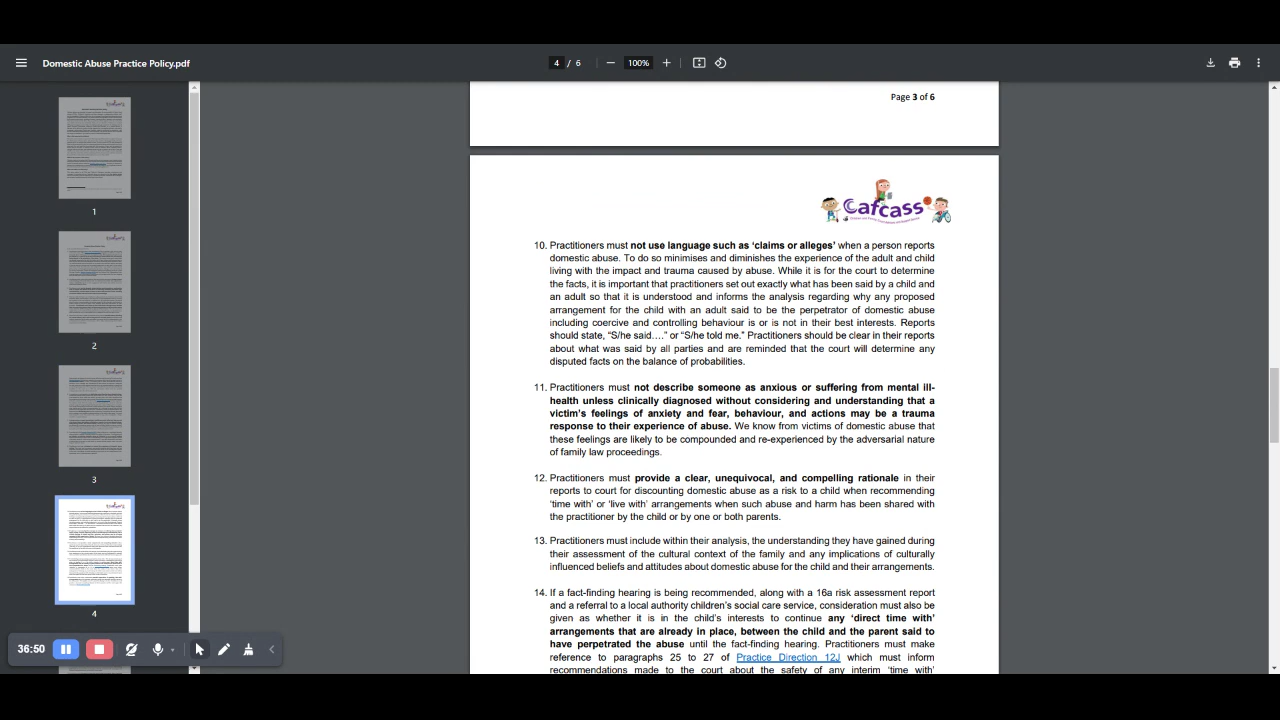 Domestic Abuse Practice Policy.pdf
4 / 6
100%
Page 3 of 6
Cafcass
10. Practitioners must not use language such as ‘claims or alleges’ when a person reports
domestic abuse. To do so minimises and diminishes the experience of the adult and child
living with the impact and trauma caused by abuse. While it is for the court to determine
the facts, it is important that practitioners set out exactly what has been said by a child and
an adult so that it is understood and informs the analysis regarding why any proposed
arrangement for the child with an adult said to be the perpetrator of domestic abuse
including coercive and controlling behaviour is or is not in their best interests. Reports
should state, “S/he said….” or “S/he told me.” Practitioners should be clear in their reports
about what was said by all parties and are reminded that the court will determine any
disputed facts on the balance of probabilities.
11. Practitioners must not describe someone as anxious or suffering from mental ill-
health unless clinically diagnosed without considering and understanding that a
victim’s feelings of anxiety and fear, behaviour, and actions may be a trauma
response to their experience of abuse. We know from victims of domestic abuse that
these feelings are likely to be compounded and re-experienced by the adversarial nature
of family law proceedings.
12. Practitioners must provide a clear, unequivocal, and compelling rationale in their
reports to court for discounting domestic abuse as a risk to a child when recommending
‘time with’ or ‘live with’ arrangements when such abuse and harm has been shared with
the practitioner by the child or by one or both parents.
13. Practitioners must include within their analysis, the understanding they have gained during
their assessment of the cultural context of the family and any implications of culturally
influenced beliefs and attitudes about domestic abuse for the child and their arrangements.
14. If a fact-finding hearing is being recommended, along with a 16a risk assessment report
and a referral to a local authority children’s social care service, consideration must also be
given as whether it is in the child’s interests to continue any ‘direct time with’
arrangements that are already in place, between the child and the parent said to
have perpetrated the abuse until the fact-finding hearing. Practitioners must make
reference to paragraphs 25 to 27 of Practice Direction 12J which must inform
recommendations made to the court about the safety of any interim ‘time with’
1
2
3
4
36:50